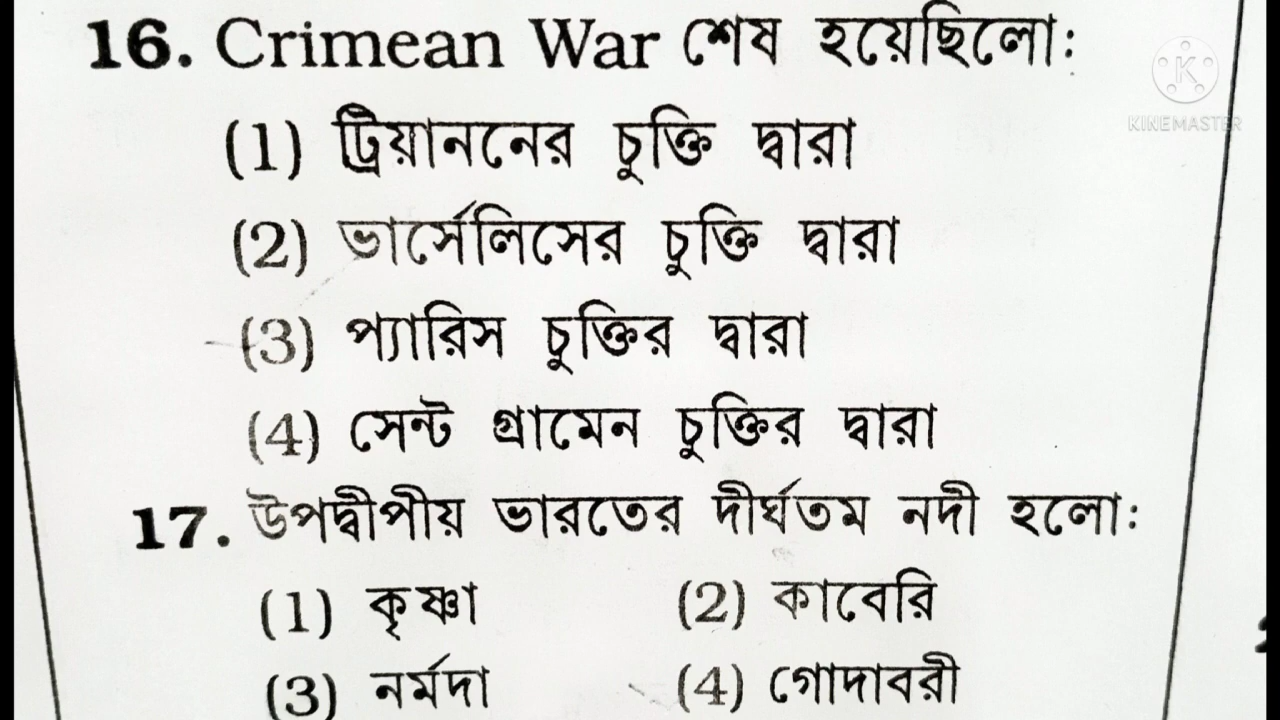 16. Crimean War শেষ হয়েছিলো:
(1) ট্রিয়াননের চুক্তি দ্বারা
(2) ভার্সেলিসের চুক্তি দ্বারা
(3) প্যারিস চুক্তির দ্বারা
(4) সেন্ট গ্রামেন চুক্তির দ্বারা
17. উপদ্বীপীয় ভারতের দীর্ঘতম নদী হলো:
(1) কৃষ্ণা (2) কাবেরি
(3) নর্মদা (4) গোদাবরী
K
KINEMASTER